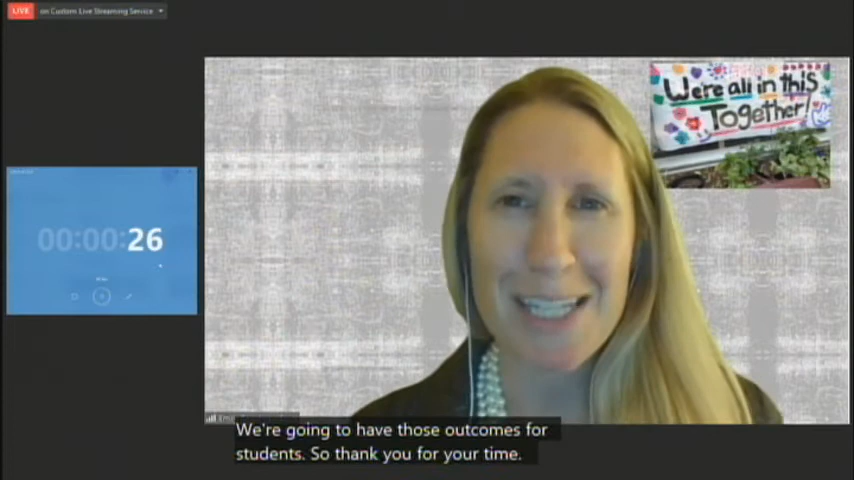 LIVE
on Custom Live Streaming Service
We're all in this
Together!
00:00:26
We're going to have those outcomes for
students. So thank you for your time.